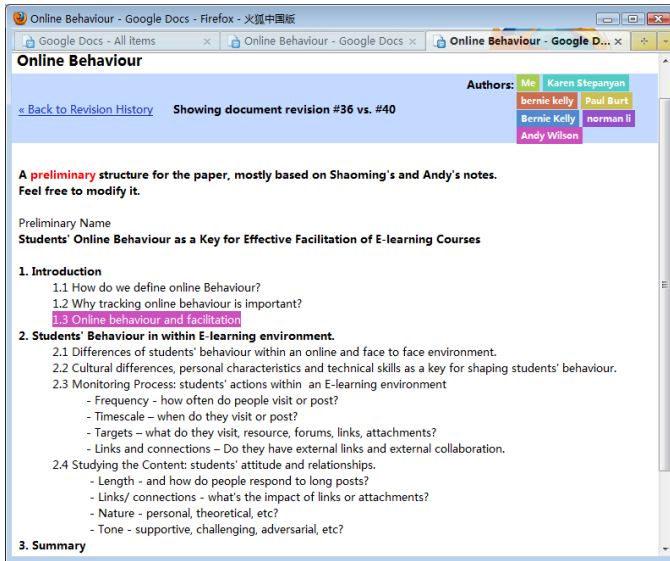 Online Behaviour - Google Docs - Firefox - 火狐中国版
Google Docs - All items
Online Behaviour - Google Docs
Online Behaviour - Google D...
Online Behaviour
Authors: Me Karen Stepanyan
bernie kelly Paul Burt
Bernie Kelly norman li
Andy Wilson
« Back to Revision History Showing document revision #36 vs. #40
A preliminary structure for the paper, mostly based on Shaoming's and Andy's notes.
Feel free to modify it.
Preliminary Name
Students' Online Behaviour as a Key for Effective Facilitation of E-learning Courses
1. Introduction
1.1 How do we define online Behaviour?
1.2 Why tracking online behaviour is important?
1.3 Online behaviour and facilitation
2. Students' Behaviour in within E-learning environment.
2.1 Differences of students' behaviour within an online and face to face environment.
2.2 Cultural differences, personal characteristics and technical skills as a key for shaping students' behaviour.
2.3 Monitoring Process: students' actions within an E-learning environment
- Frequency - how often do people visit or post?
- Timescale – when do they visit or post?
- Targets – what do they visit, resource, forums, links, attachments?
- Links and connections – Do they have external links and external collaboration.
2.4 Studying the Content: students' attitude and relationships.
- Length - and how do people respond to long posts?
- Links/ connections - what's the impact of links or attachments?
- Nature - personal, theoretical, etc?
- Tone - supportive, challenging, adversarial, etc?
3. Summary